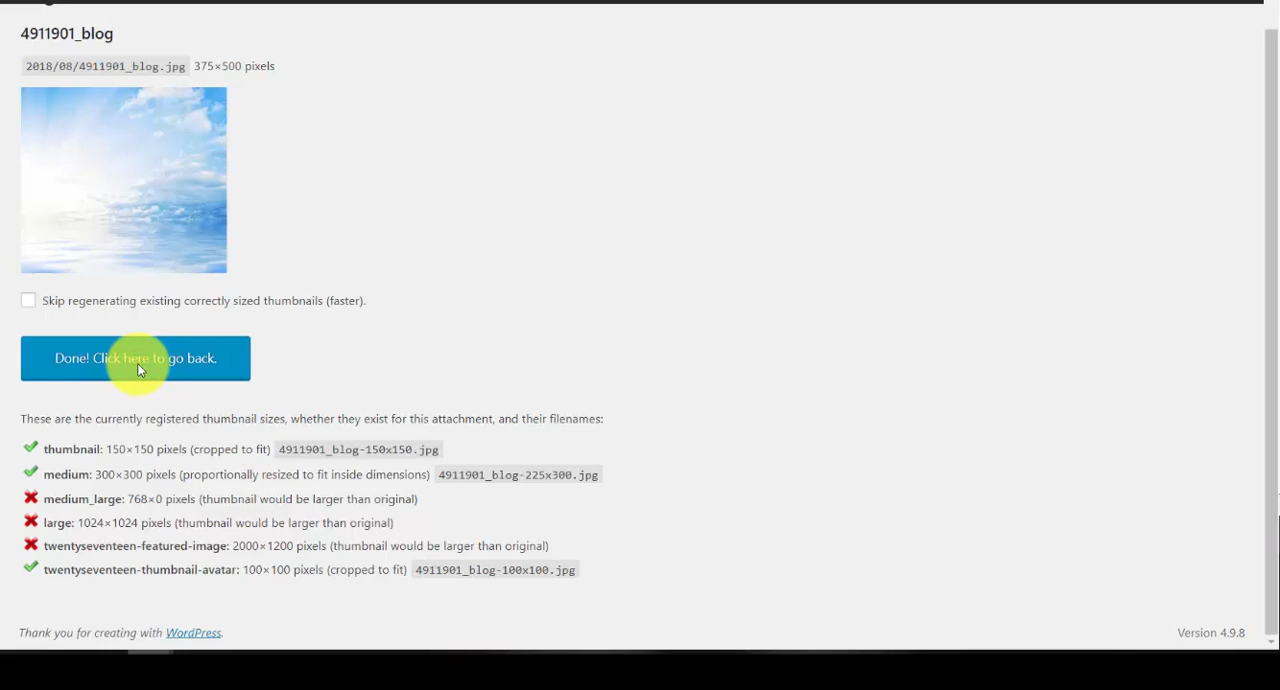 4911901_blog
2018/08/4911901_blog.jpg 375×500 pixels
Skip regenerating existing correctly sized thumbnails (faster).
Done! Click here to go back.
These are the currently registered thumbnail sizes, whether they exist for this attachment, and their filenames:
thumbnail: 150×150 pixels (cropped to fit) 4911901_blog-150x150.jpg
medium: 300×300 pixels (proportionally resized to fit inside dimensions) 4911901_blog-225x300.jpg
medium_large: 768×0 pixels (thumbnail would be larger than original)
large: 1024×1024 pixels (thumbnail would be larger than original)
twentyseventeen-featured-image: 2000×1200 pixels (thumbnail would be larger than original)
twentyseventeen-thumbnail-avatar: 100×100 pixels (cropped to fit) 4911901_blog-100x100.jpg
Thank you for creating with WordPress. Version 4.9.8